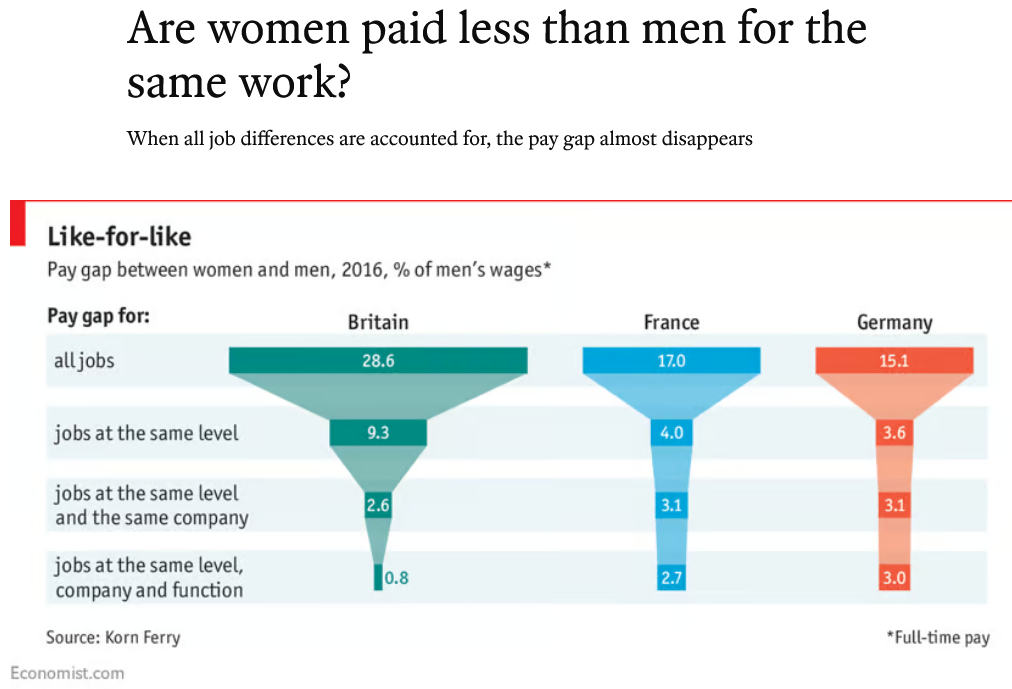 Are women paid less than men for the
same work?
When all job differences are accounted for, the pay gap almost disappears
Like-for-like
Pay gap between women and men, 2016, % of men's wages*
Pay gap for:
Britain
France
Germany
all jobs
28.6
17.0
15.1
jobs at the same level
9.3
4.0
3.6
jobs at the same level
and the same company
2.6
3.1
3.1
jobs at the same level,
company and function
0.8
2.7
3.0
Source: Korn Ferry
*Full-time pay
Economist.com